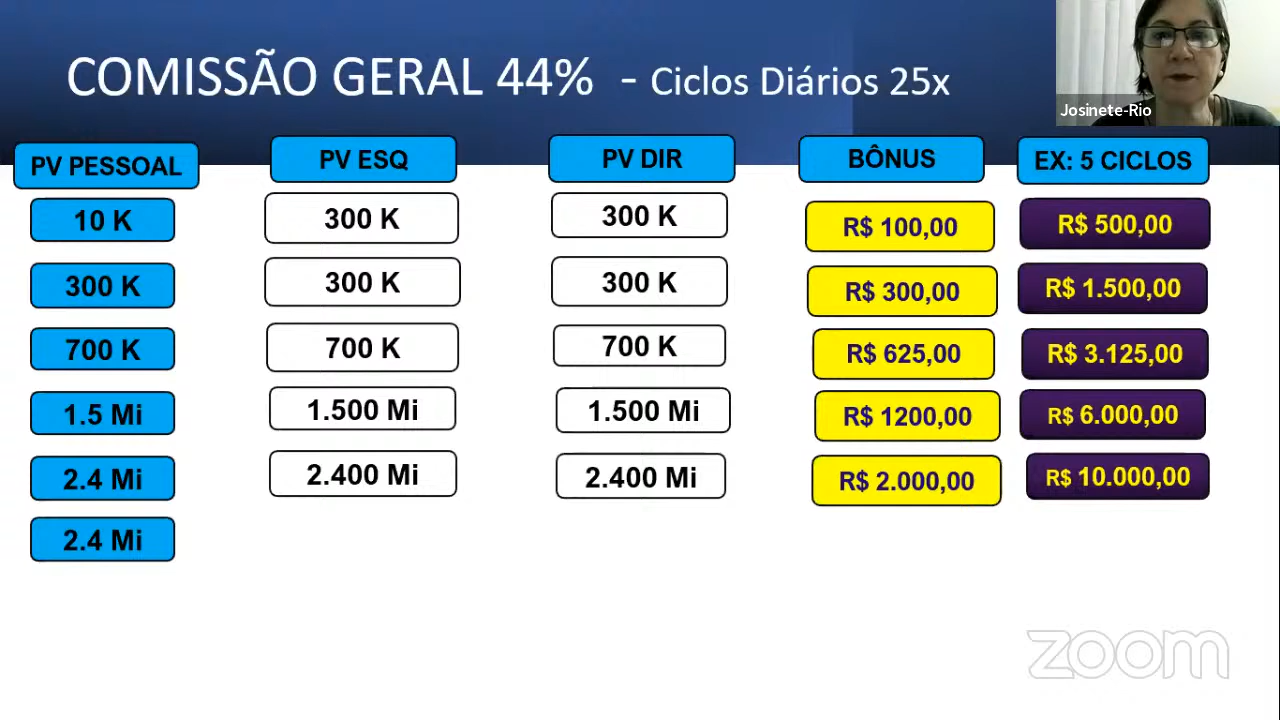 COMISSÃO GERAL 44% - Ciclos Diários 25x
Josinete-Rio
PV PESSOAL PV ESQ PV DIR BÔNUS EX: 5 CICLOS
10 K 300 K 300 K R$ 100,00 R$ 500,00
300 K 300 K 300 K R$ 300,00 R$ 1.500,00
700 K 700 K 700 K R$ 625,00 R$ 3.125,00
1.5 Mi 1.500 Mi 1.500 Mi R$ 1200,00 R$ 6.000,00
2.4 Mi 2.400 Mi 2.400 Mi R$ 2.000,00 R$ 10.000,00
2.4 Mi
zoom